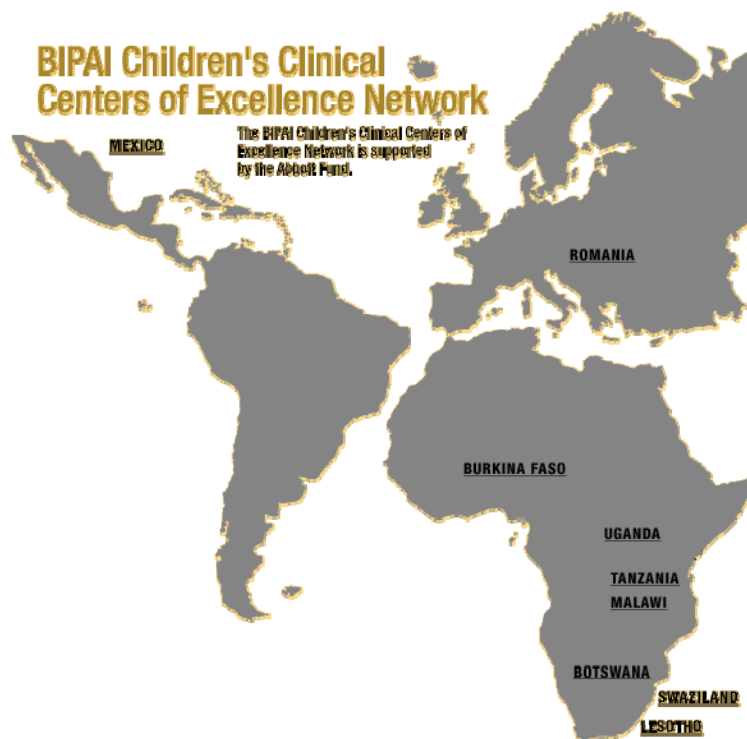 BIPAI Children's Clinical
Centers of Excellence Network
The BIPAI Children's Clinical Centers of
Excellence Network is supported
by the Abbott Fund.
MEXICO
ROMANIA
BURKINA FASO
UGANDA
TANZANIA
MALAWI
BOTSWANA
SWAZILAND
LESOTHO